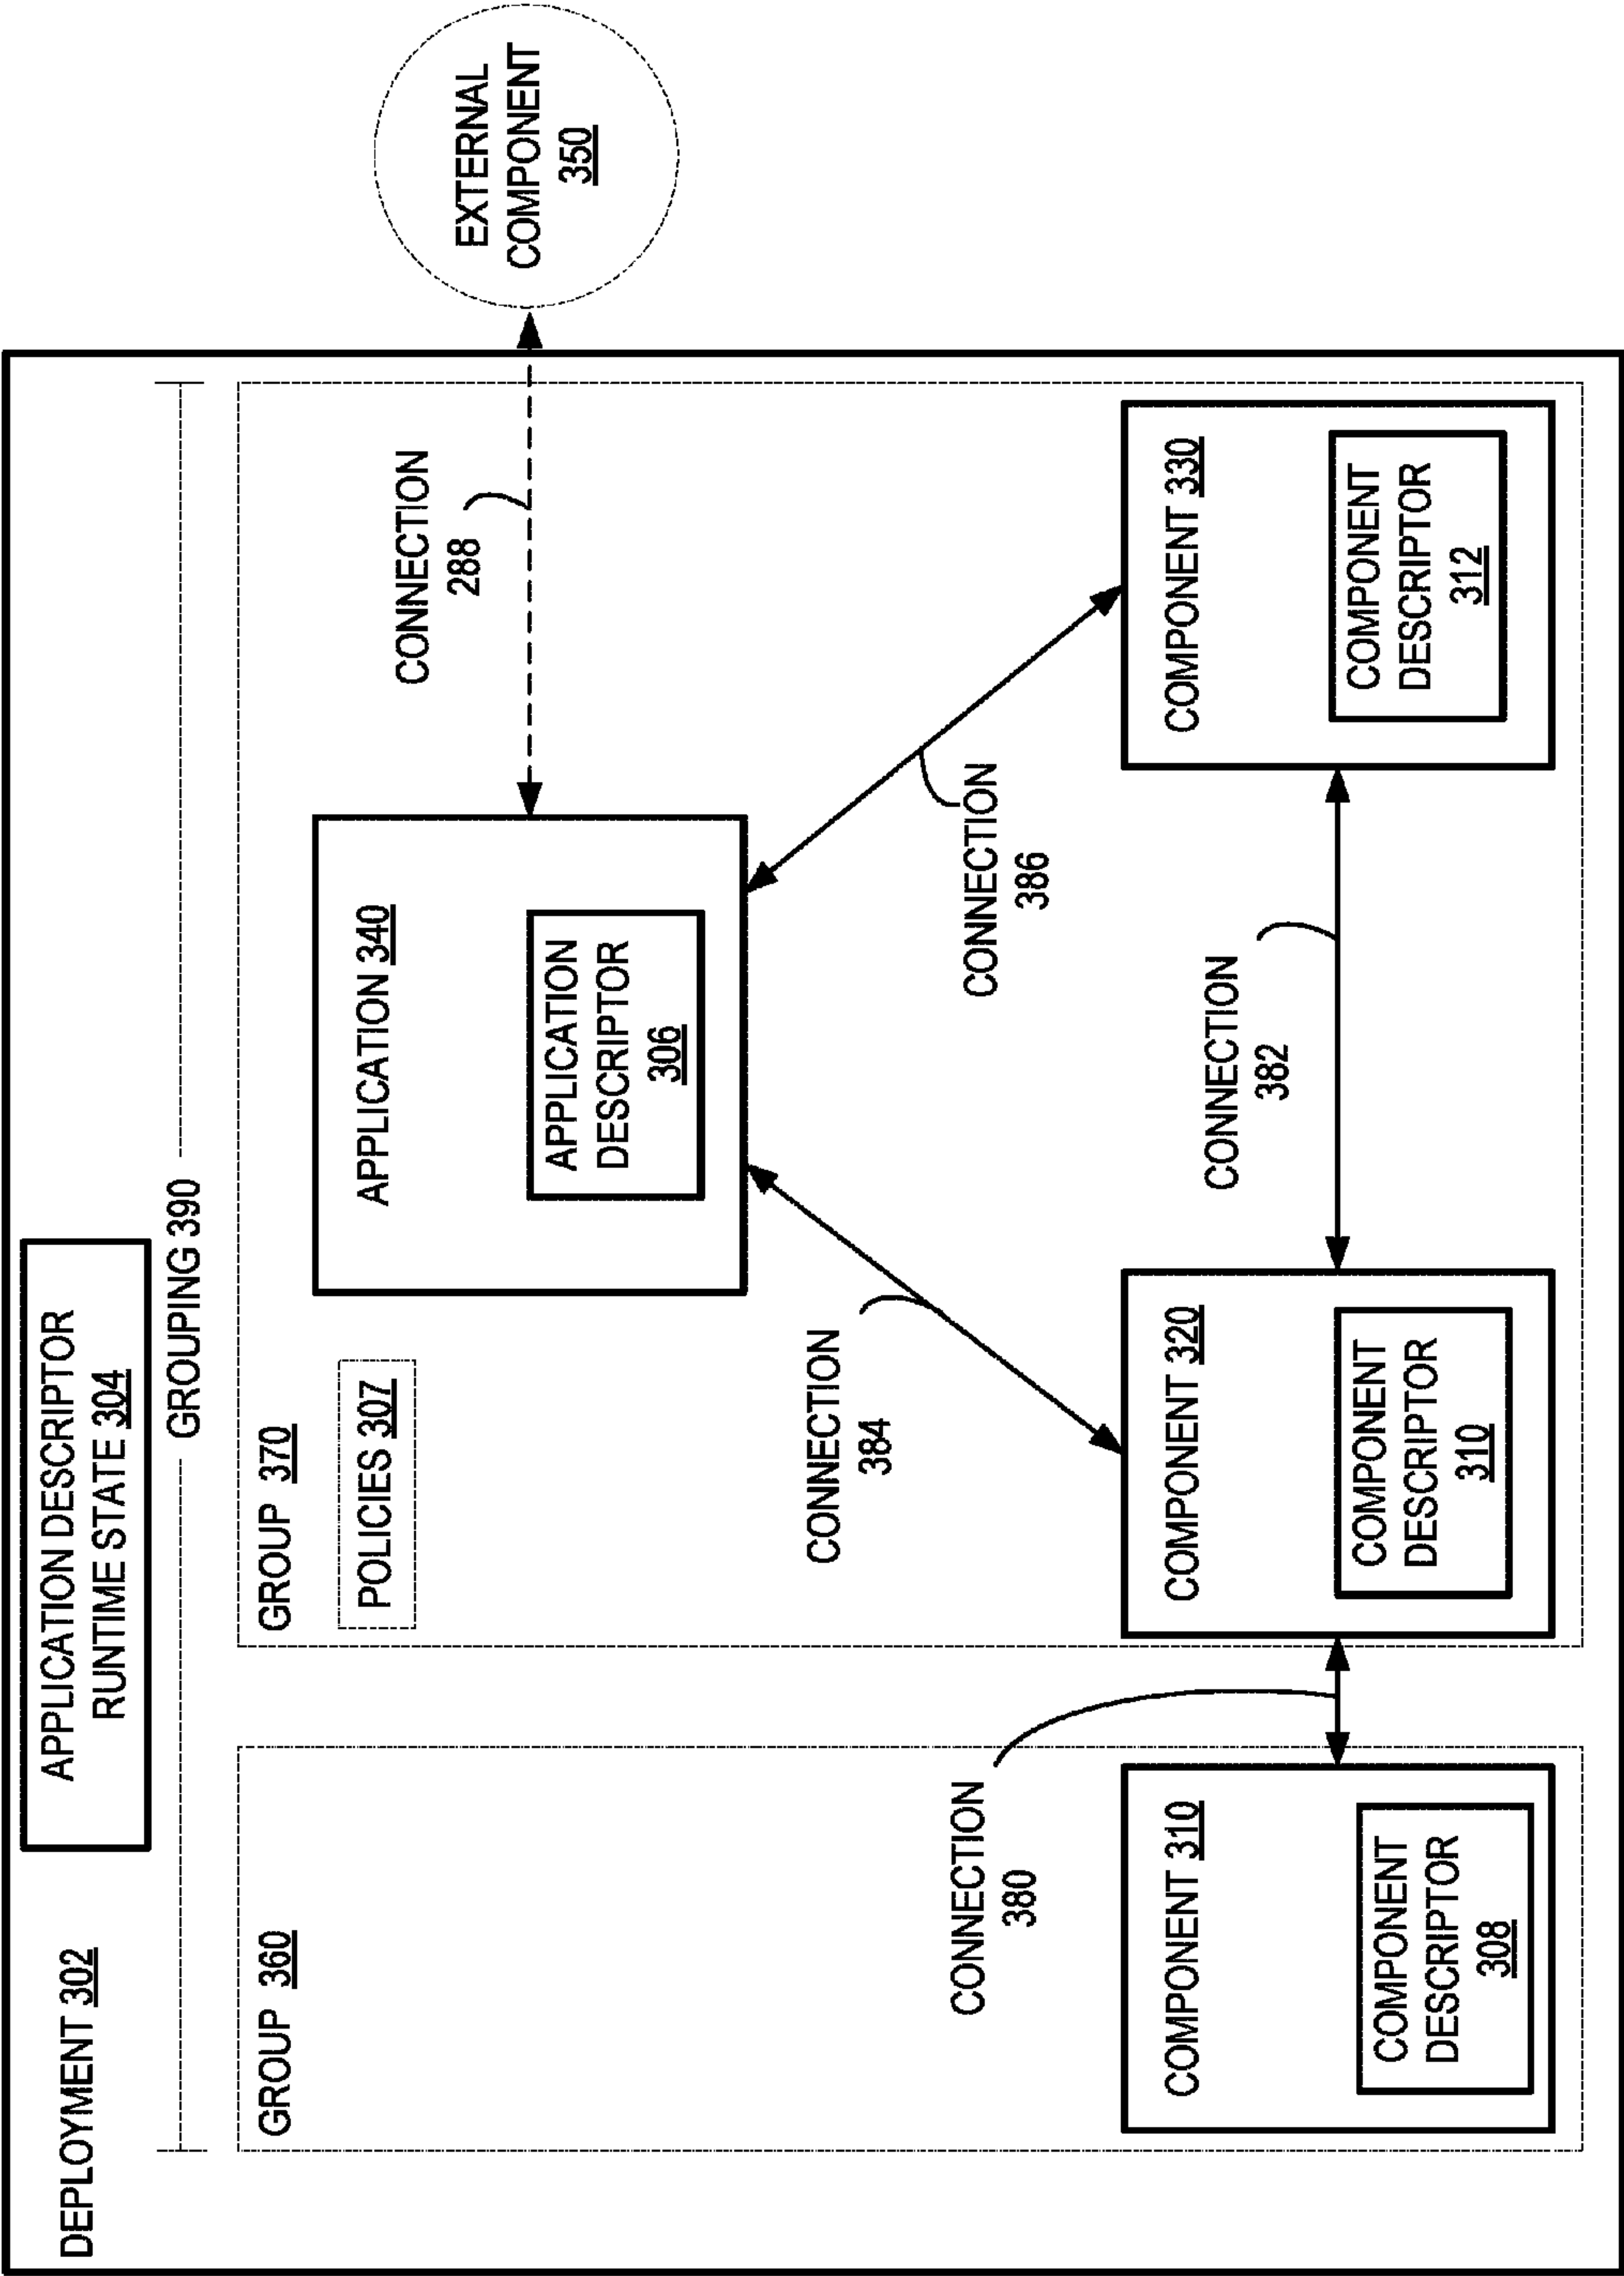 DEPLOYMENT 302
APPLICATION DESCRIPTOR
RUNTIME STATE 304
GROUPING 390
GROUP 360
GROUP 370
POLICIES 307
APPLICATION 340
APPLICATION
DESCRIPTOR
306
CONNECTION
288
EXTERNAL
COMPONENT
350
CONNECTION
384
CONNECTION
386
CONNECTION
380
CONNECTION
382
COMPONENT 310
COMPONENT
DESCRIPTOR
308
COMPONENT 320
COMPONENT
DESCRIPTOR
310
COMPONENT 330
COMPONENT
DESCRIPTOR
312